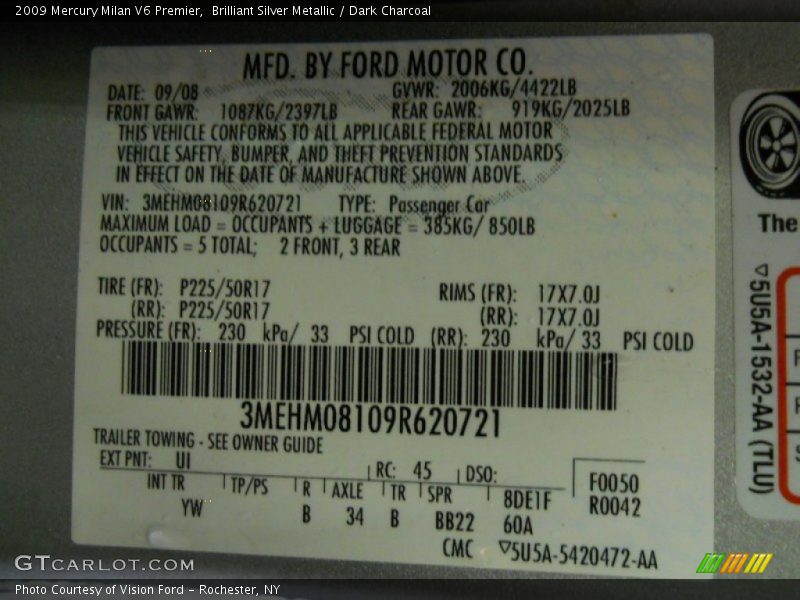 2009 Mercury Milan V6 Premier,  Brilliant Silver Metallic / Dark Charcoal
MFD. BY FORD MOTOR CO.
DATE: 09/08 GVWR: 2006KG/4422LB
FRONT GAWR: 1087KG/2397LB REAR GAWR: 919KG/2025LB
THIS VEHICLE CONFORMS TO ALL APPLICABLE FEDERAL MOTOR
VEHICLE SAFETY, BUMPER, AND THEFT PREVENTION STANDARDS
IN EFFECT ON THE DATE OF MANUFACTURE SHOWN ABOVE.
VIN: 3MEHM08109R620721 TYPE: Passenger Car
MAXIMUM LOAD = OCCUPANTS + LUGGAGE = 385KG/ 850LB
OCCUPANTS = 5 TOTAL; 2 FRONT, 3 REAR
TIRE (FR): P225/50R17 RIMS (FR): 17X7.0J
(RR): P225/50R17 (RR): 17X7.0J
PRESSURE (FR): 230 kPa/ 33 PSI COLD (RR): 230 kPa/ 33 PSI COLD
3MEHM08109R620721
TRAILER TOWING - SEE OWNER GUIDE
EXT PNT: UI RC: 45 DSO: F0050
INT TR TP/PS R AXLE TR SPR 8DE1F R0042
YW B 34 B BB22 60A
CMC 5U5A-5420472-AA
The
5U5A-1532-AA (TLU)
GTCARLOT.COM
Photo Courtesy of Vision Ford - Rochester, NY